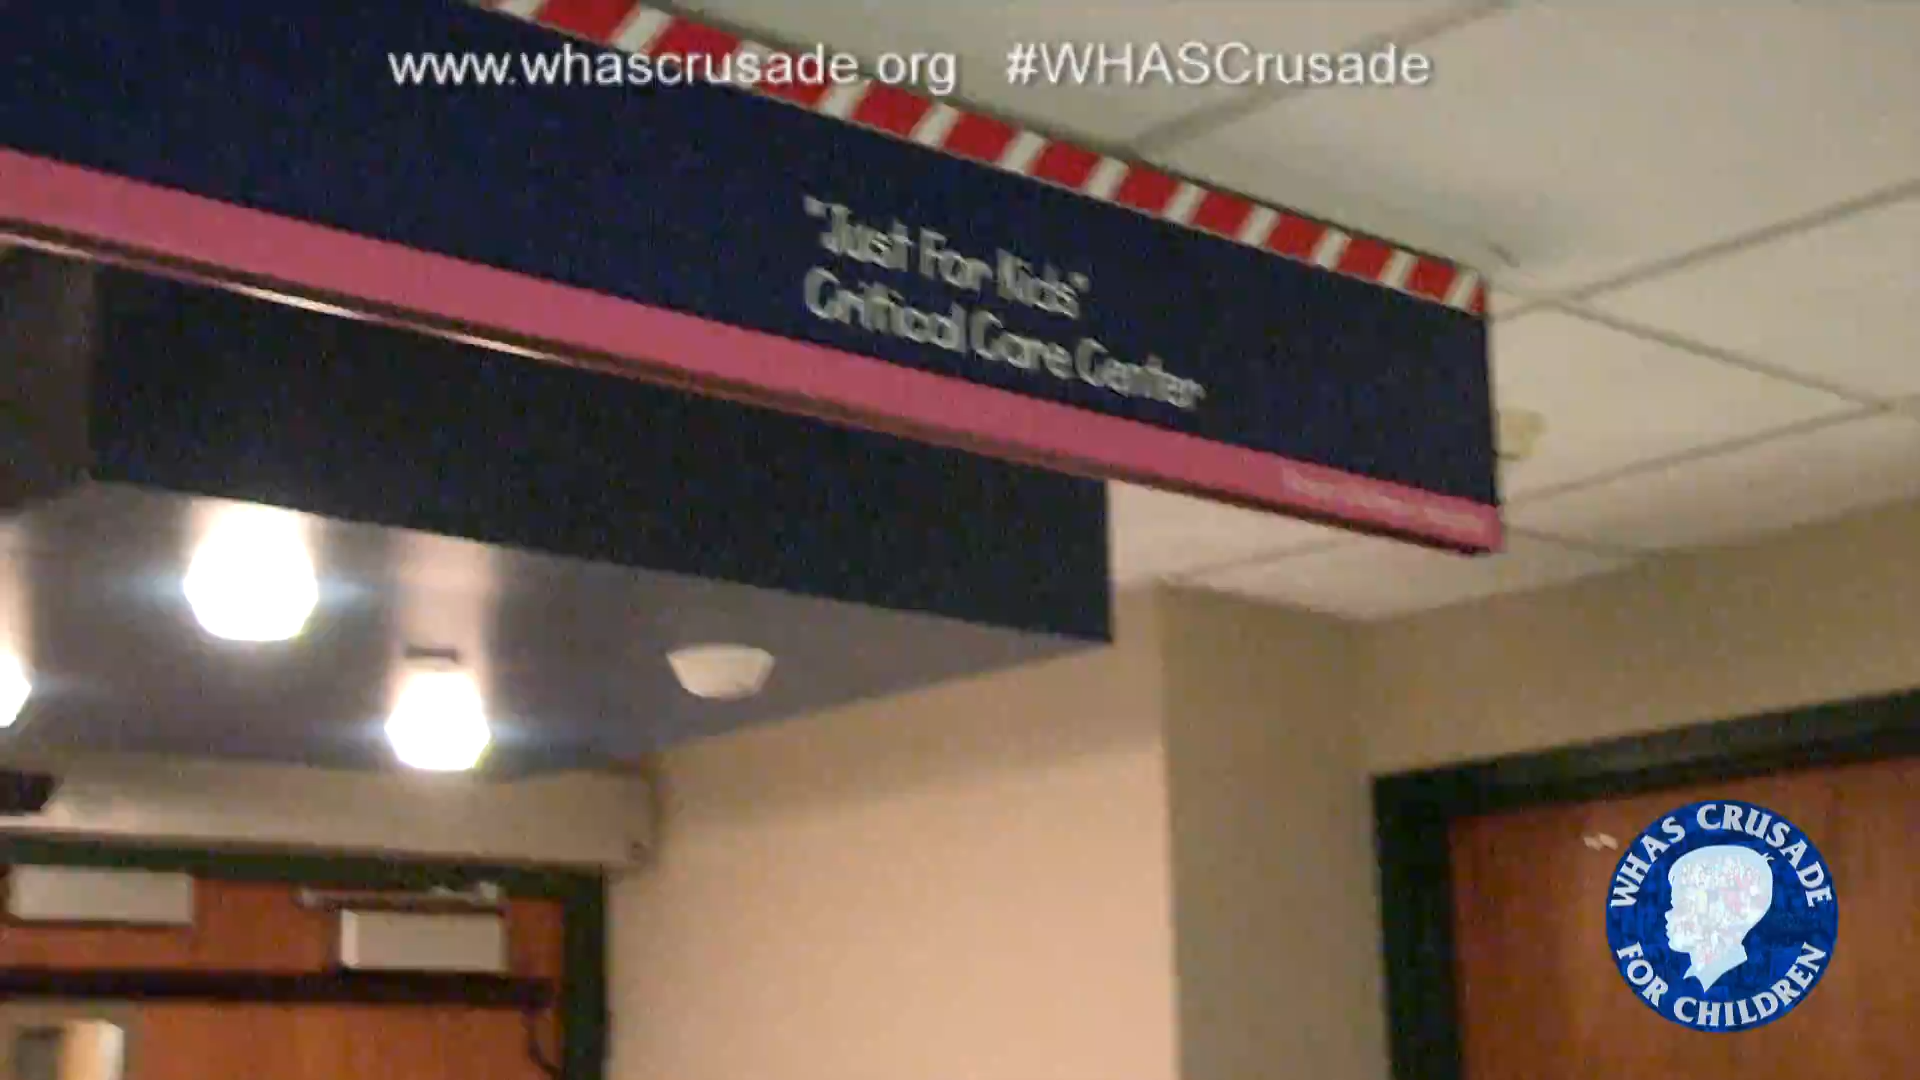 www.whascrusade.org #WHASCrusade
"Just For Kids"
Critical Care Center
WHAS CRUSADE
FOR CHILDREN